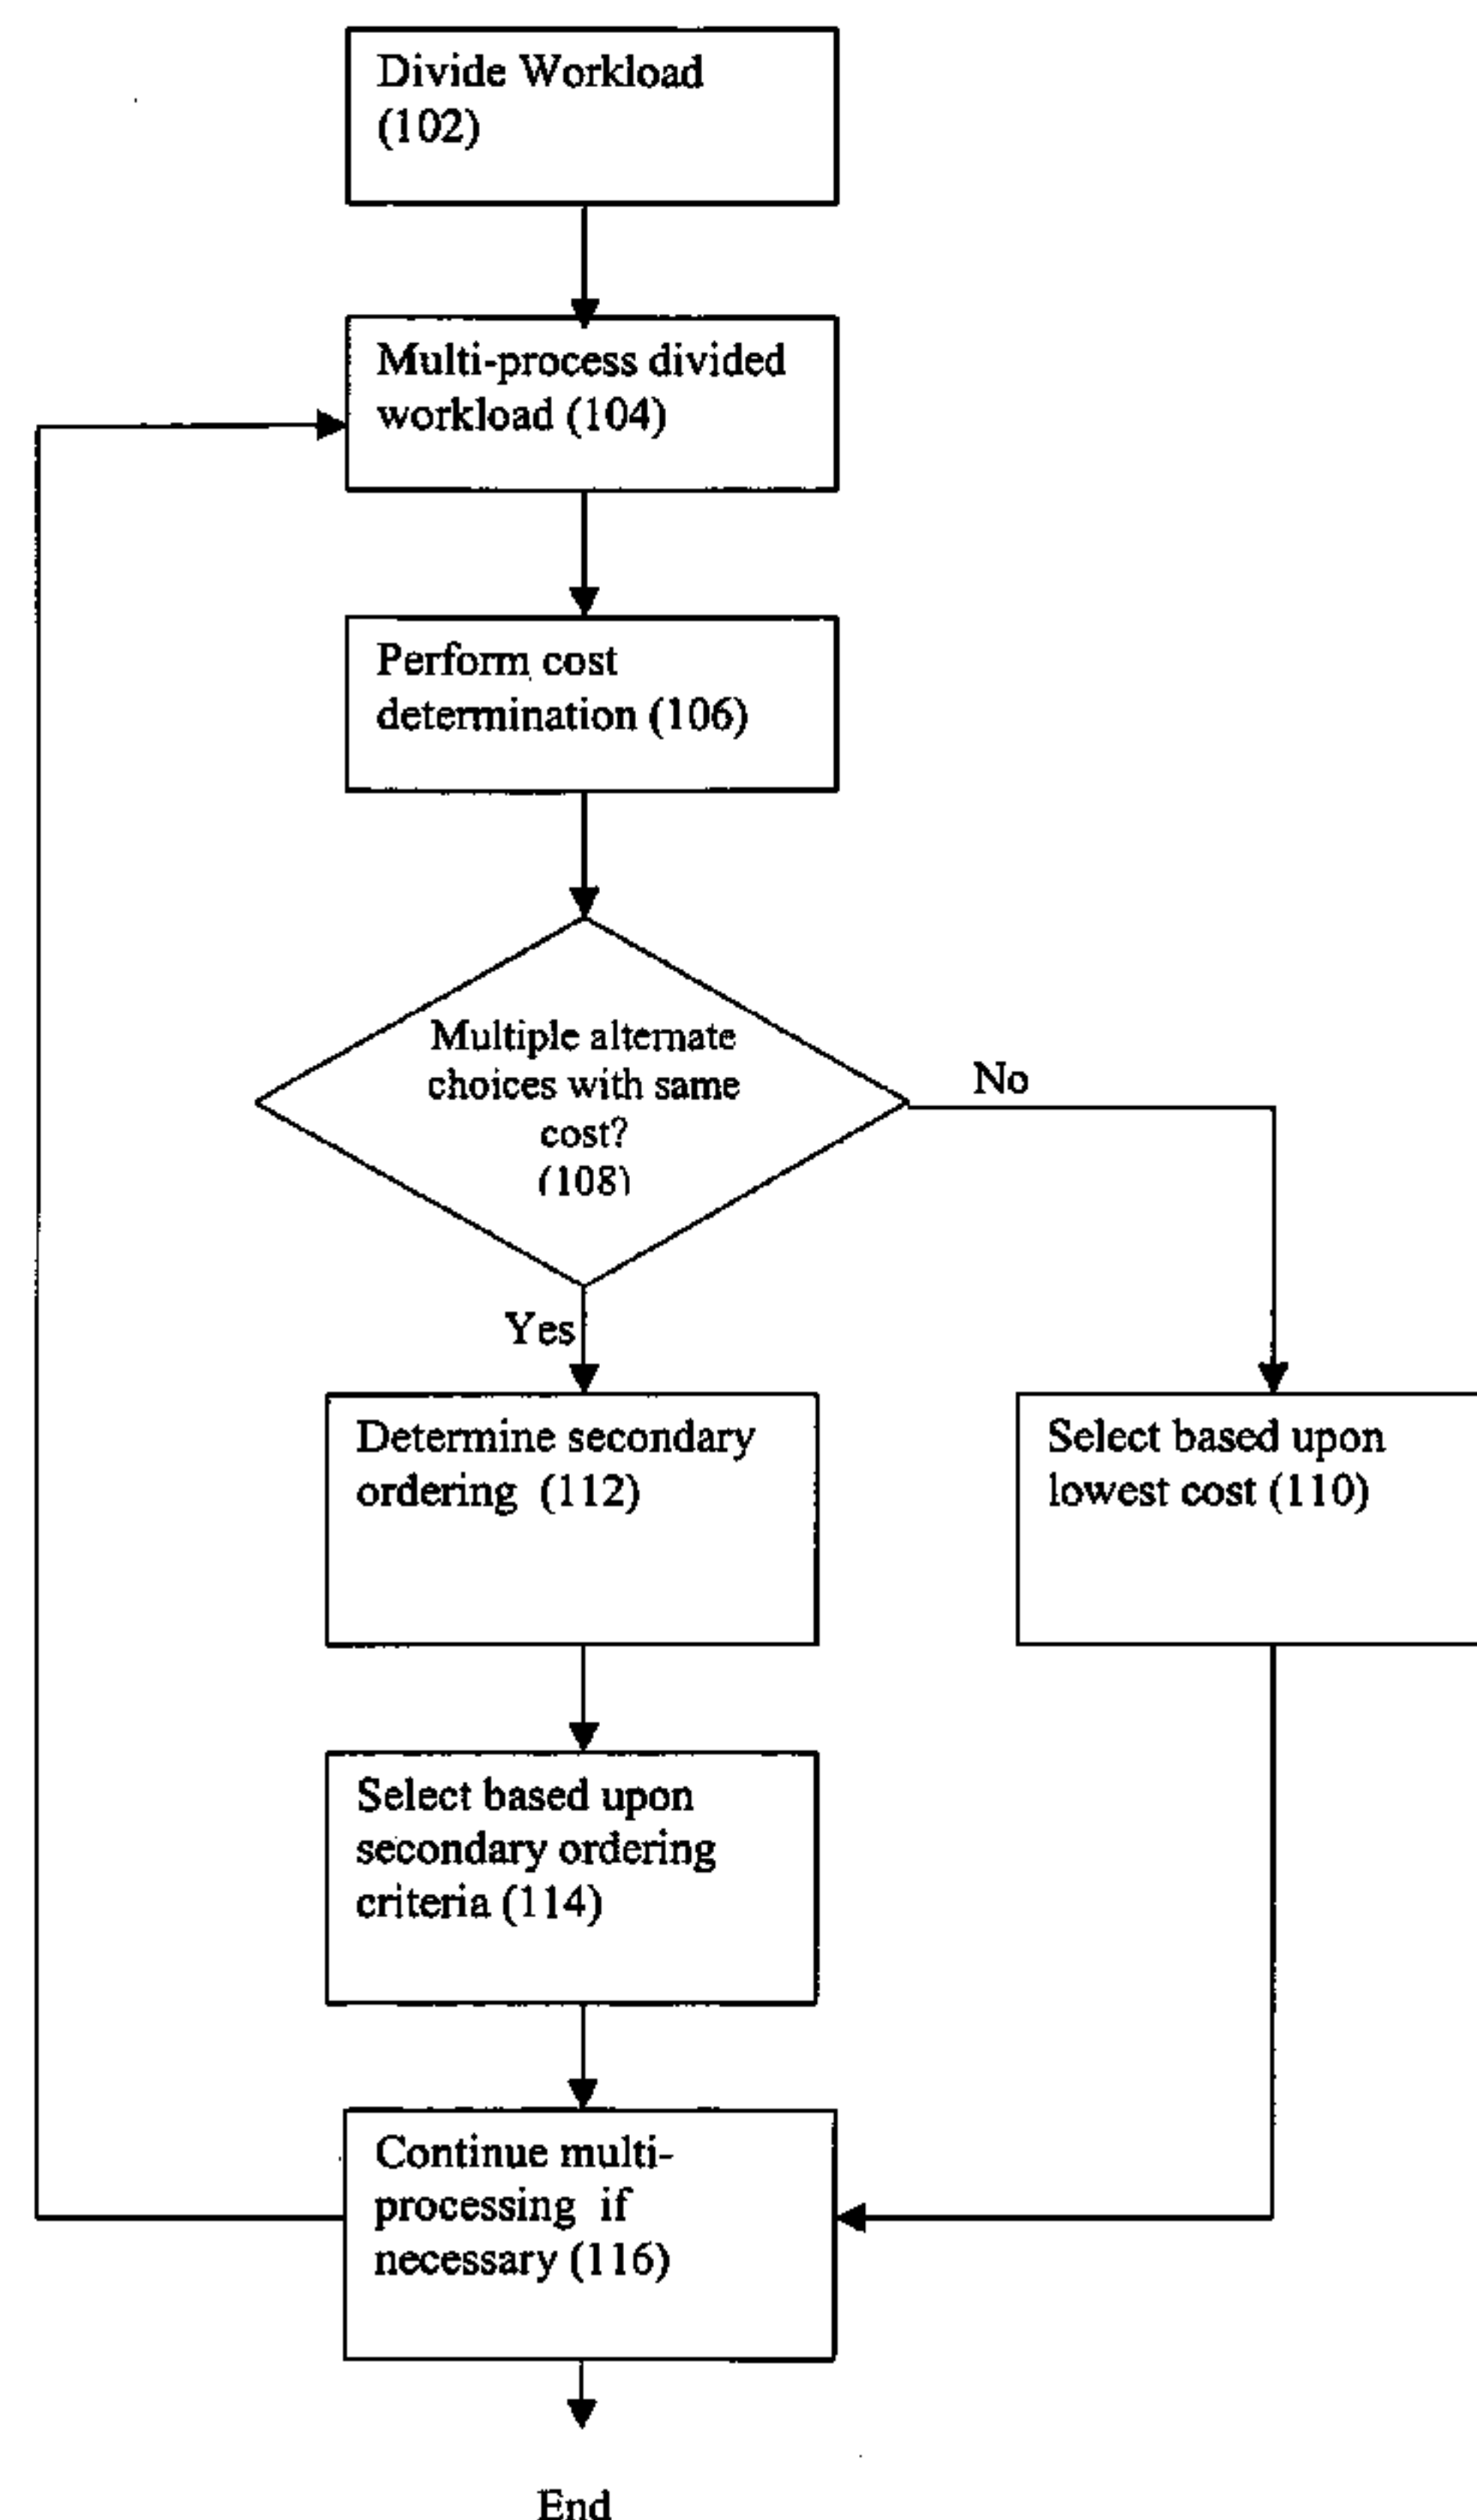 Divide Workload
(102)
Multi-process divided
workload (104)
Perform cost
determination (106)
Multiple alternate
choices with same
cost?
(108)
No
Yes
Determine secondary
ordering (112)
Select based upon
lowest cost (110)
Select based upon
secondary ordering
criteria (114)
Continue multi-
processing if
necessary (116)
End